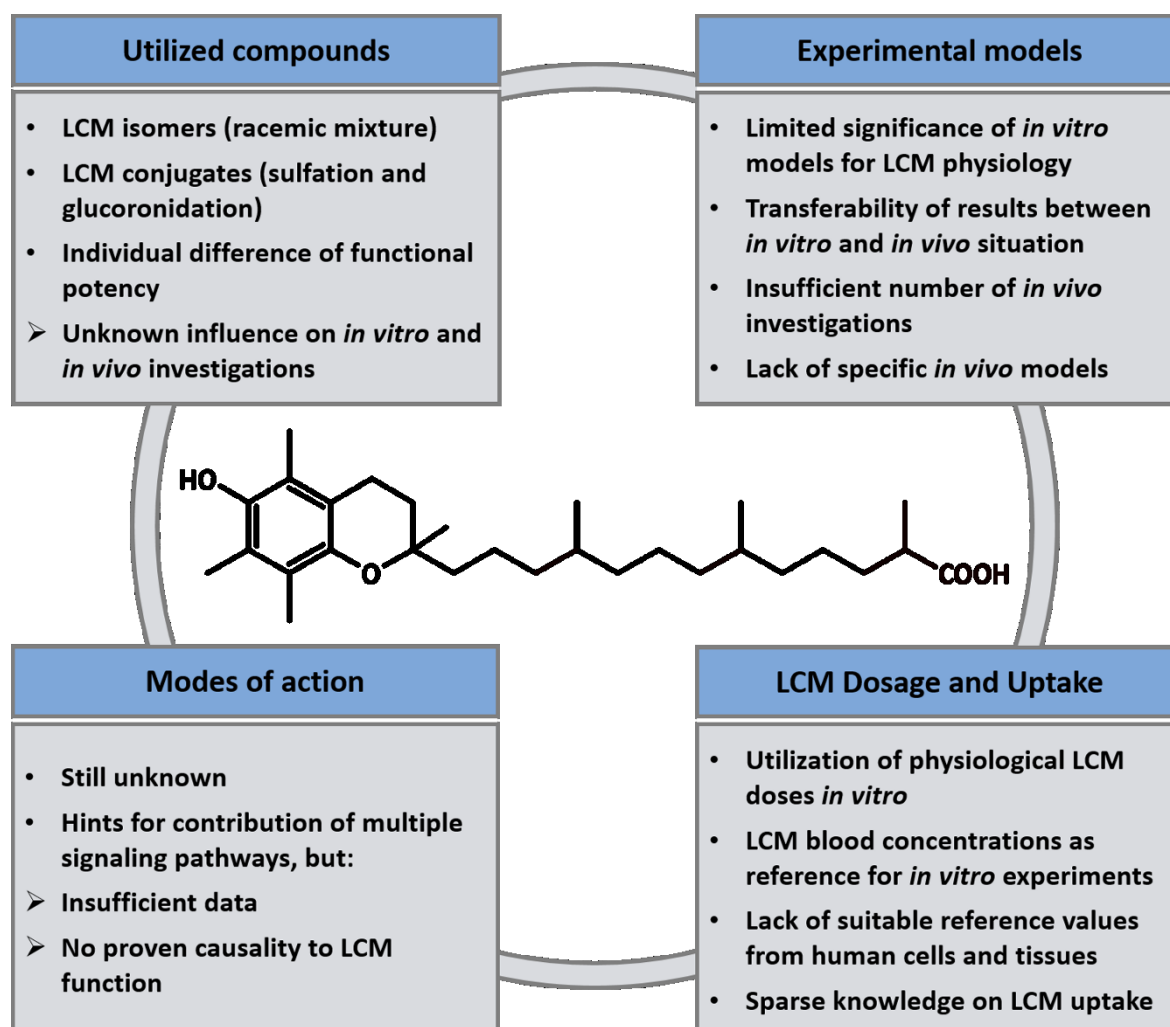 Utilized compounds
• LCM isomers (racemic mixture)
• LCM conjugates (sulfation and
glucoronidation)
• Individual difference of functional
potency
➢ Unknown influence on in vitro and
in vivo investigations
Experimental models
• Limited significance of in vitro
models for LCM physiology
• Transferability of results between
in vitro and in vivo situation
• Insufficient number of in vivo
investigations
• Lack of specific in vivo models
HO
O
COOH
Modes of action
• Still unknown
• Hints for contribution of multiple
signaling pathways, but:
➢ Insufficient data
➢ No proven causality to LCM
function
LCM Dosage and Uptake
• Utilization of physiological LCM
doses in vitro
• LCM blood concentrations as
reference for in vitro experiments
• Lack of suitable reference values
from human cells and tissues
• Sparse knowledge on LCM uptake